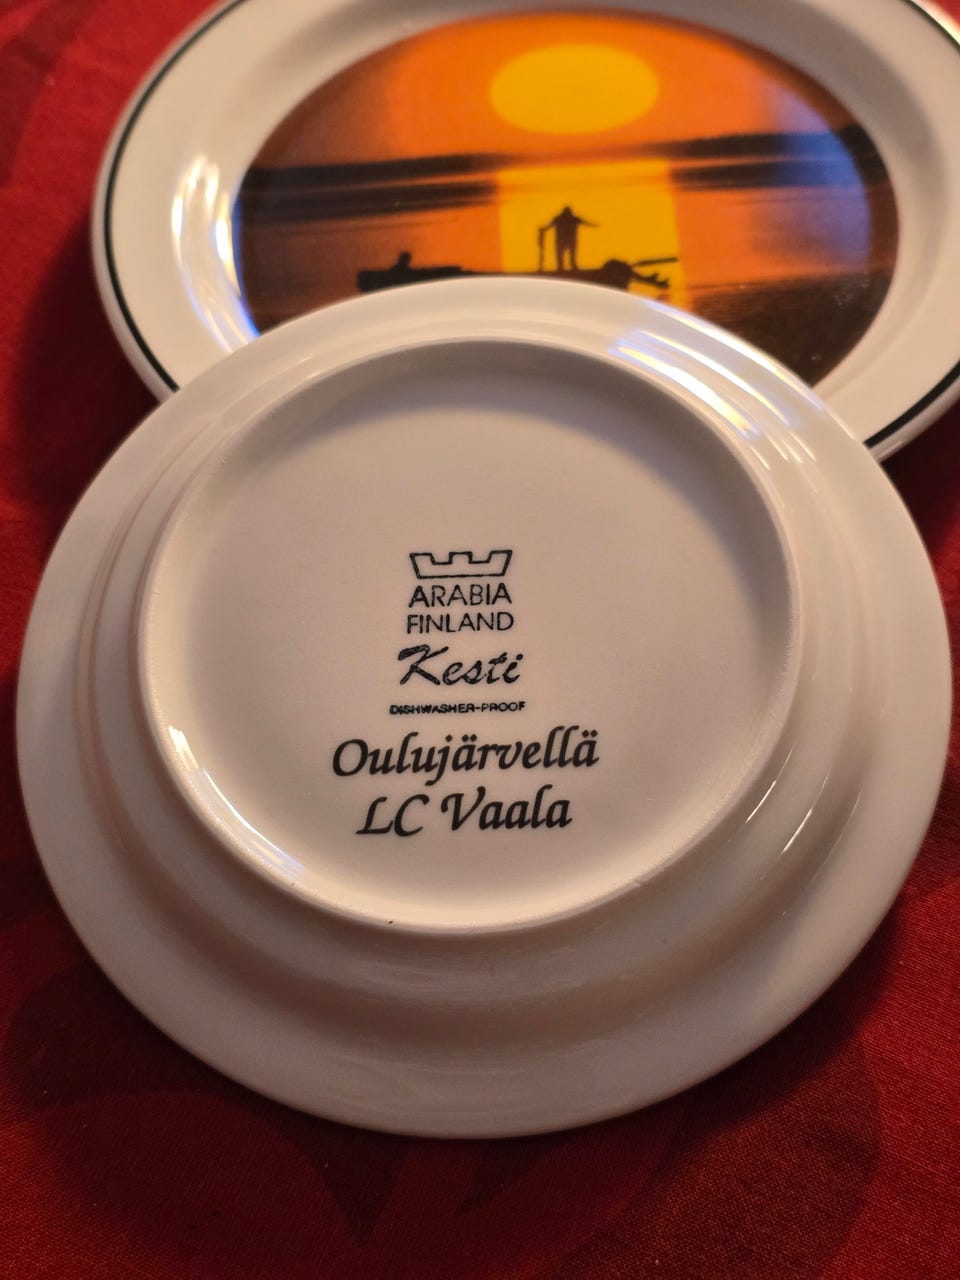 ARABIA
FINLAND
Kesti
DISHWASHER-PROOF
Oulujärvellä
LC Vaala